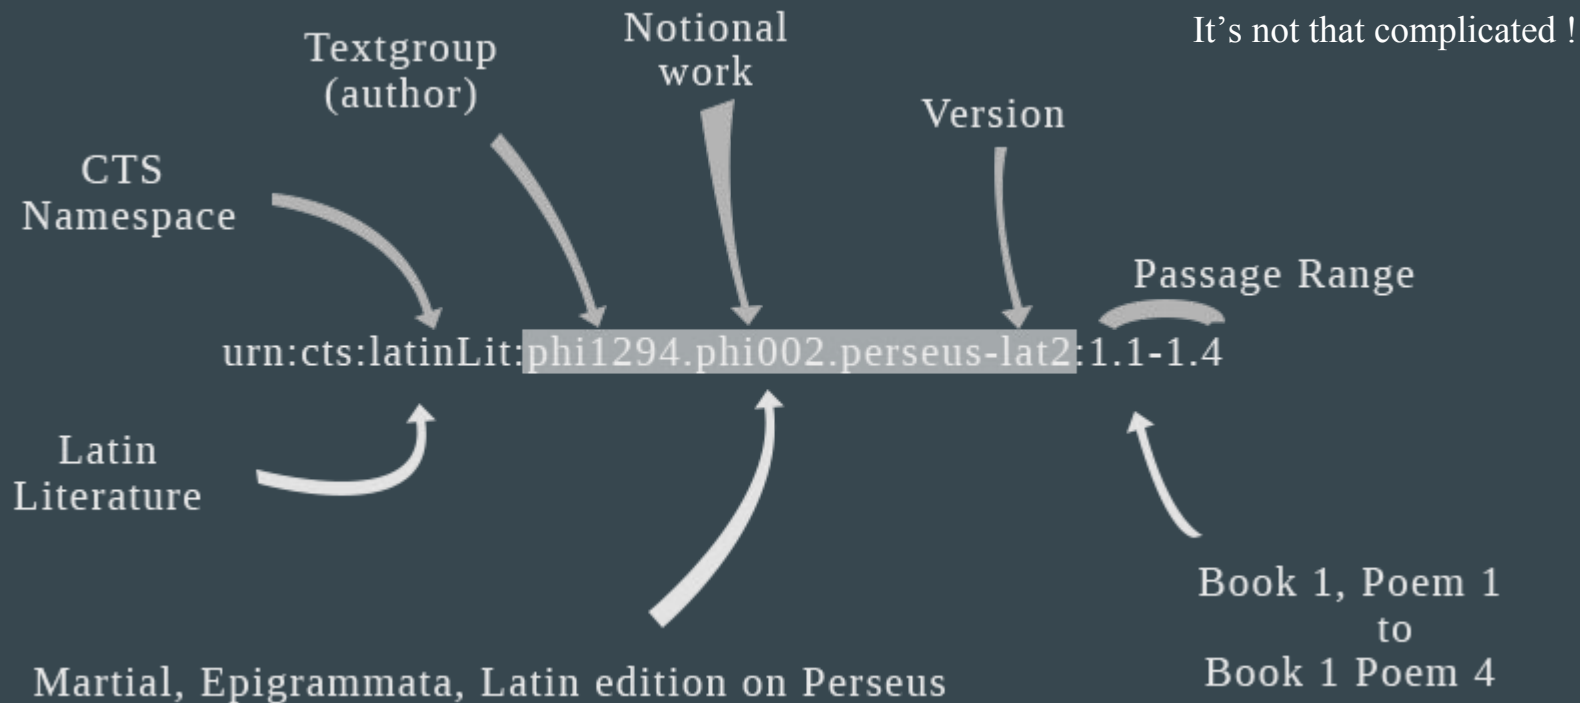 It’s not that complicated !
Notional
work
Textgroup
(author)
Version
CTS
Namespace
Passage Range
urn:cts:latinLit:phi1294.phi002.perseus-lat2:1.1-1.4
Latin
Literature
Book 1, Poem 1
to
Book 1 Poem 4
Martial, Epigrammata, Latin edition on Perseus